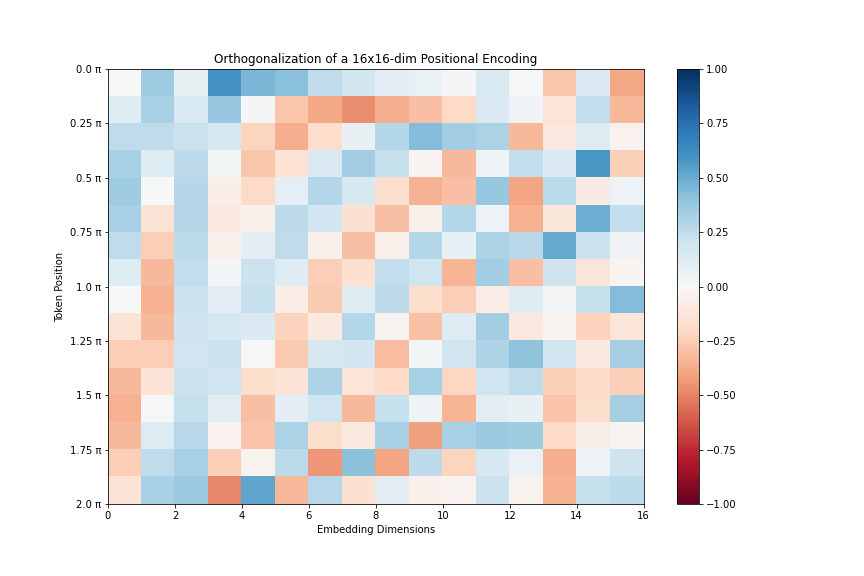 Orthogonalization of a 16x16-dim Positional Encoding
0.0 π
0.25 π
0.5 π
0.75 π
1.0 π
1.25 π
1.5 π
1.75 π
2.0 π
Token Position
0 2 4 6 8 10 12 14 16
Embedding Dimensions
1.00
0.75
0.50
0.25
0.00
−0.25
−0.50
−0.75
−1.00